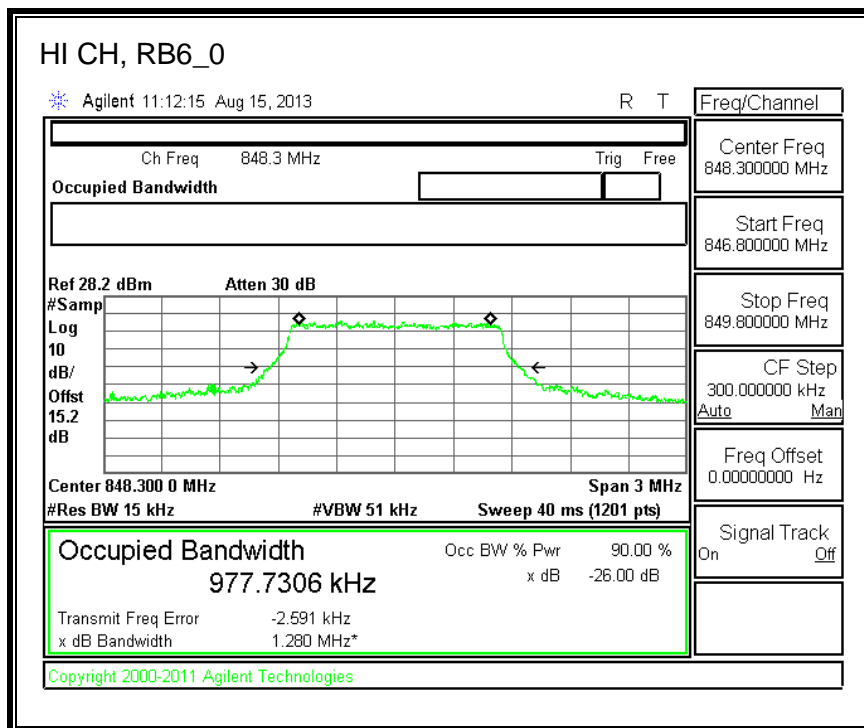 HI CH, RB6_0
Agilent 11:12:15 Aug 15, 2013 R T
Freq/Channel
Ch Freq 848.3 MHz Trig Free
Occupied Bandwidth
Center Freq
848.300000 MHz
Start Freq
846.800000 MHz
Stop Freq
849.800000 MHz
CF Step
300.000000 kHz
Auto Man
Freq Offset
0.00000000 Hz
Signal Track
On Off
Ref 28.2 dBm Atten 30 dB
#Samp
Log
10
dB/
Offst
15.2
dB
Center 848.300 0 MHz Span 3 MHz
#Res BW 15 kHz #VBW 51 kHz Sweep 40 ms (1201 pts)
Occupied Bandwidth Occ BW % Pwr 90.00 %
977.7306 kHz x dB -26.00 dB
Transmit Freq Error -2.591 kHz
x dB Bandwidth 1.280 MHz*
Copyright 2000-2011 Agilent Technologies